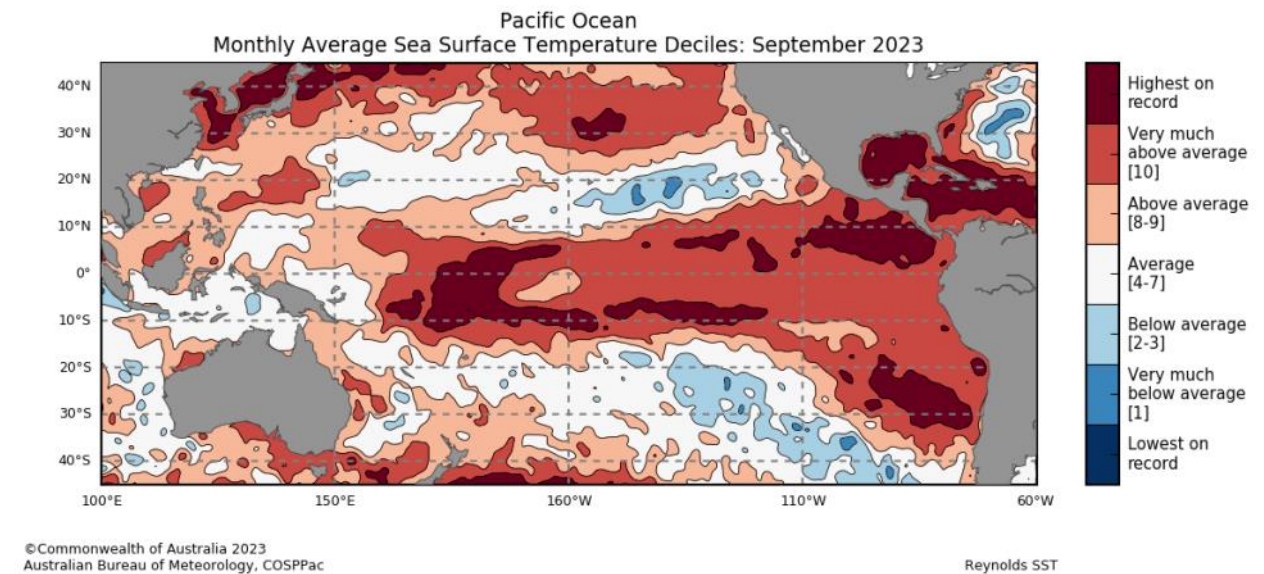 Pacific Ocean
Monthly Average Sea Surface Temperature Deciles: September 2023
40°N
30°N
20°N
10°N
0°
10°S
20°S
30°S
40°S
100°E
150°E
160°W
110°W
60°W
Highest on
record
Very much
above average
[10]
Above average
[8-9]
Average
[4-7]
Below average
[2-3]
Very much
below average
[1]
Lowest on
record
©Commonwealth of Australia 2023
Australian Bureau of Meteorology, COSPPac
Reynolds SST